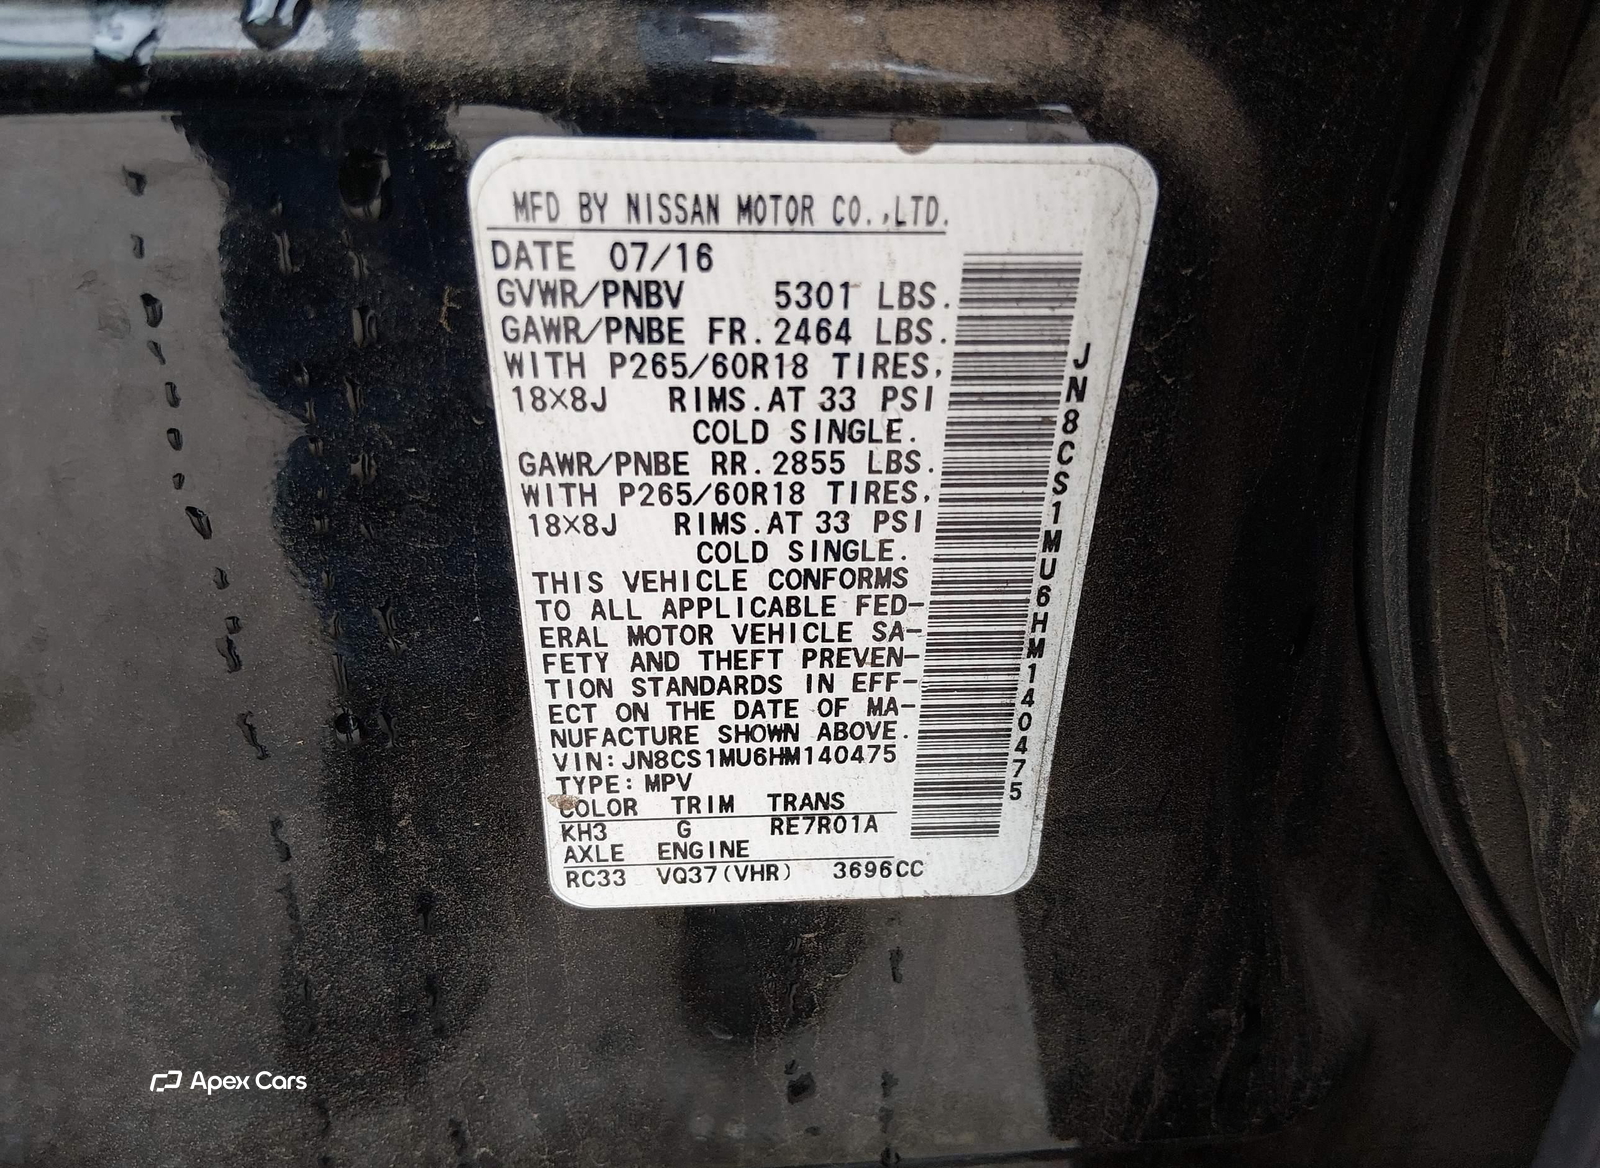 MFD BY NISSAN MOTOR CO.,LTD.
DATE 07/16
GVWR/PNBV 5301 LBS.
GAWR/PNBE FR. 2464 LBS.
WITH P265/60R18 TIRES,
18X8J RIMS.AT 33 PSI
COLD SINGLE.
GAWR/PNBE RR. 2855 LBS.
WITH P265/60R18 TIRES,
18X8J RIMS.AT 33 PSI
COLD SINGLE.
THIS VEHICLE CONFORMS
TO ALL APPLICABLE FED-
ERAL MOTOR VEHICLE SA-
FETY AND THEFT PREVEN-
TION STANDARDS IN EFF-
ECT ON THE DATE OF MA-
NUFACTURE SHOWN ABOVE.
VIN:JN8CS1MU6HM140475
TYPE:MPV
COLOR TRIM TRANS
KH3 G RE7R01A
AXLE ENGINE
RC33 VQ37(VHR) 3696CC
JN8CS1MU6HM140475
Apex Cars